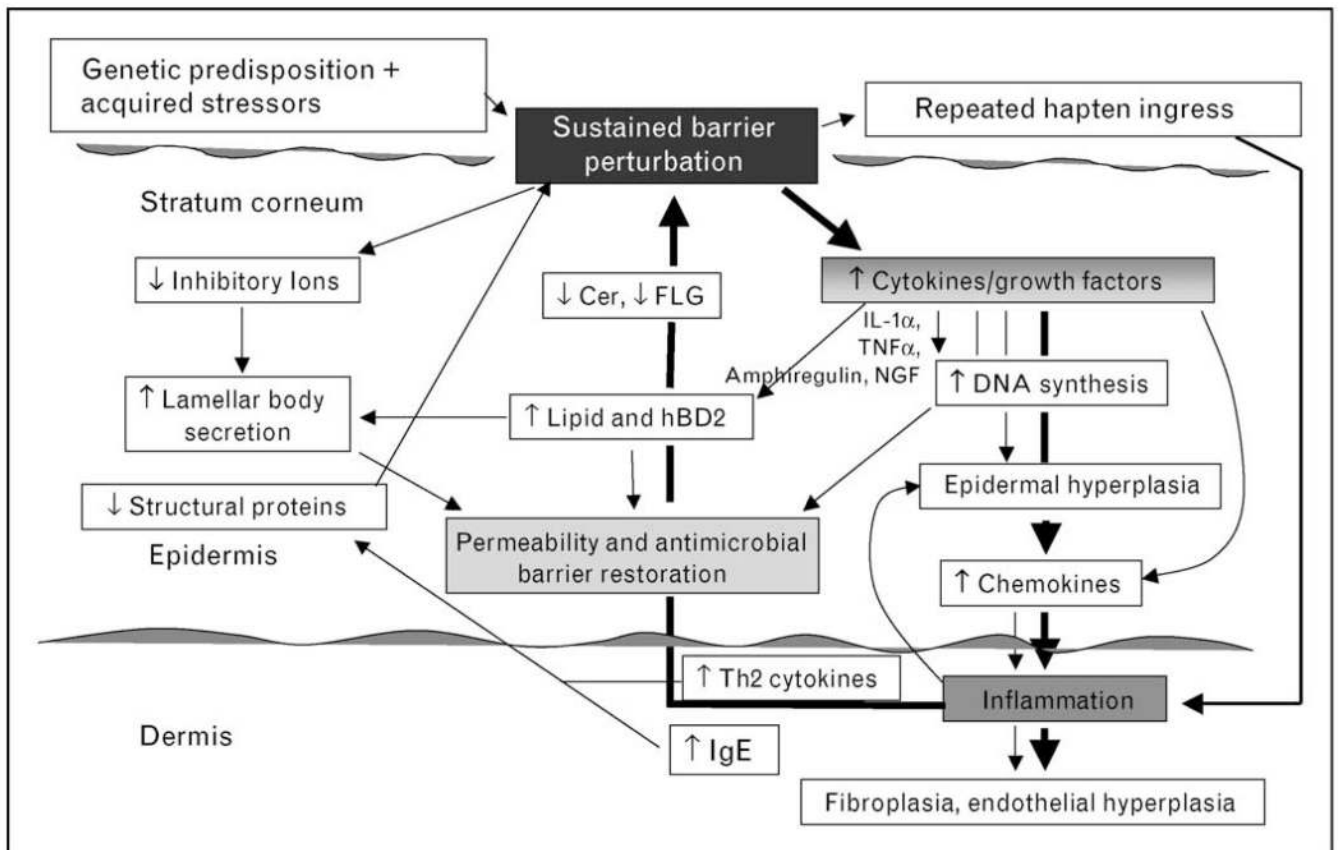 Genetic predisposition +
acquired stressors
Sustained barrier
perturbation
Repeated hapten ingress
Stratum corneum
↓ Inhibitory Ions
↓ Cer, ↓ FLG
↑ Cytokines/growth factors
IL-1α,
TNFα,
Amphiregulin, NGF
↑ DNA synthesis
↑ Lamellar body
secretion
↑ Lipid and hBD2
Epidermal hyperplasia
↓ Structural proteins
Epidermis
Permeability and antimicrobial
barrier restoration
↑ Chemokines
↑ Th2 cytokines
Inflammation
Dermis
↑ IgE
Fibroplasia, endothelial hyperplasia